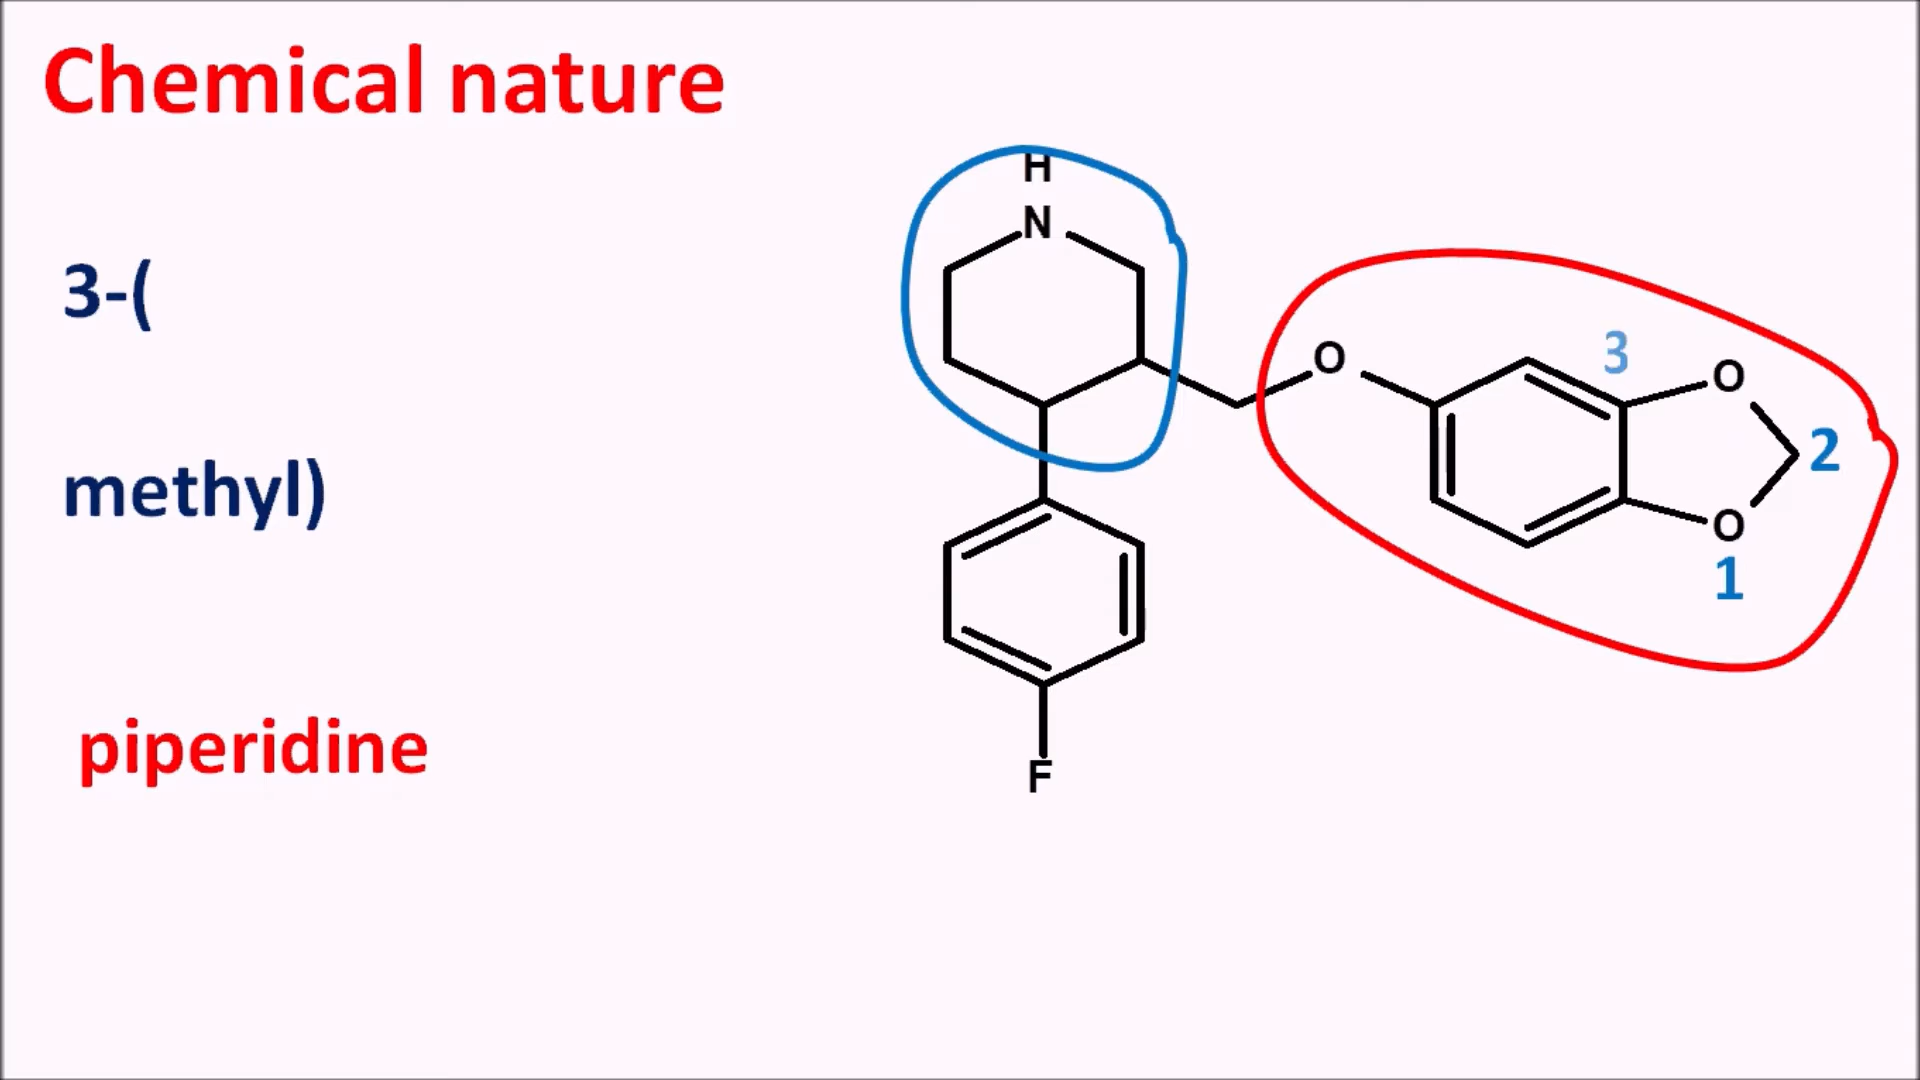 Chemical nature
3-(
methyl)
piperidine
H
N
O
3
O
2
O
1
F